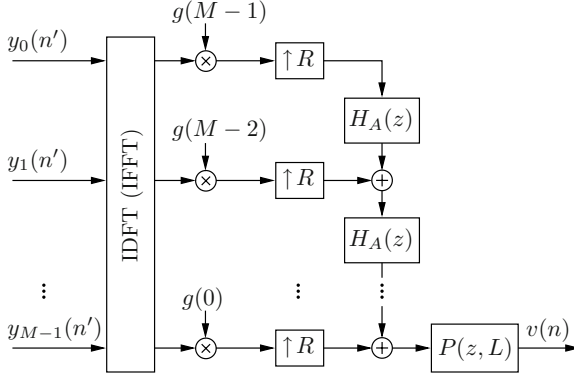 g(M − 1)
y₀(n′)
× ↑R
H_A(z)
g(M − 2)
y₁(n′)
IDFT (IFFT)
× ↑R +
H_A(z)
⋮ ⋮ ⋮
g(0)
y_{M−1}(n′)
× ↑R + P(z, L) v(n)